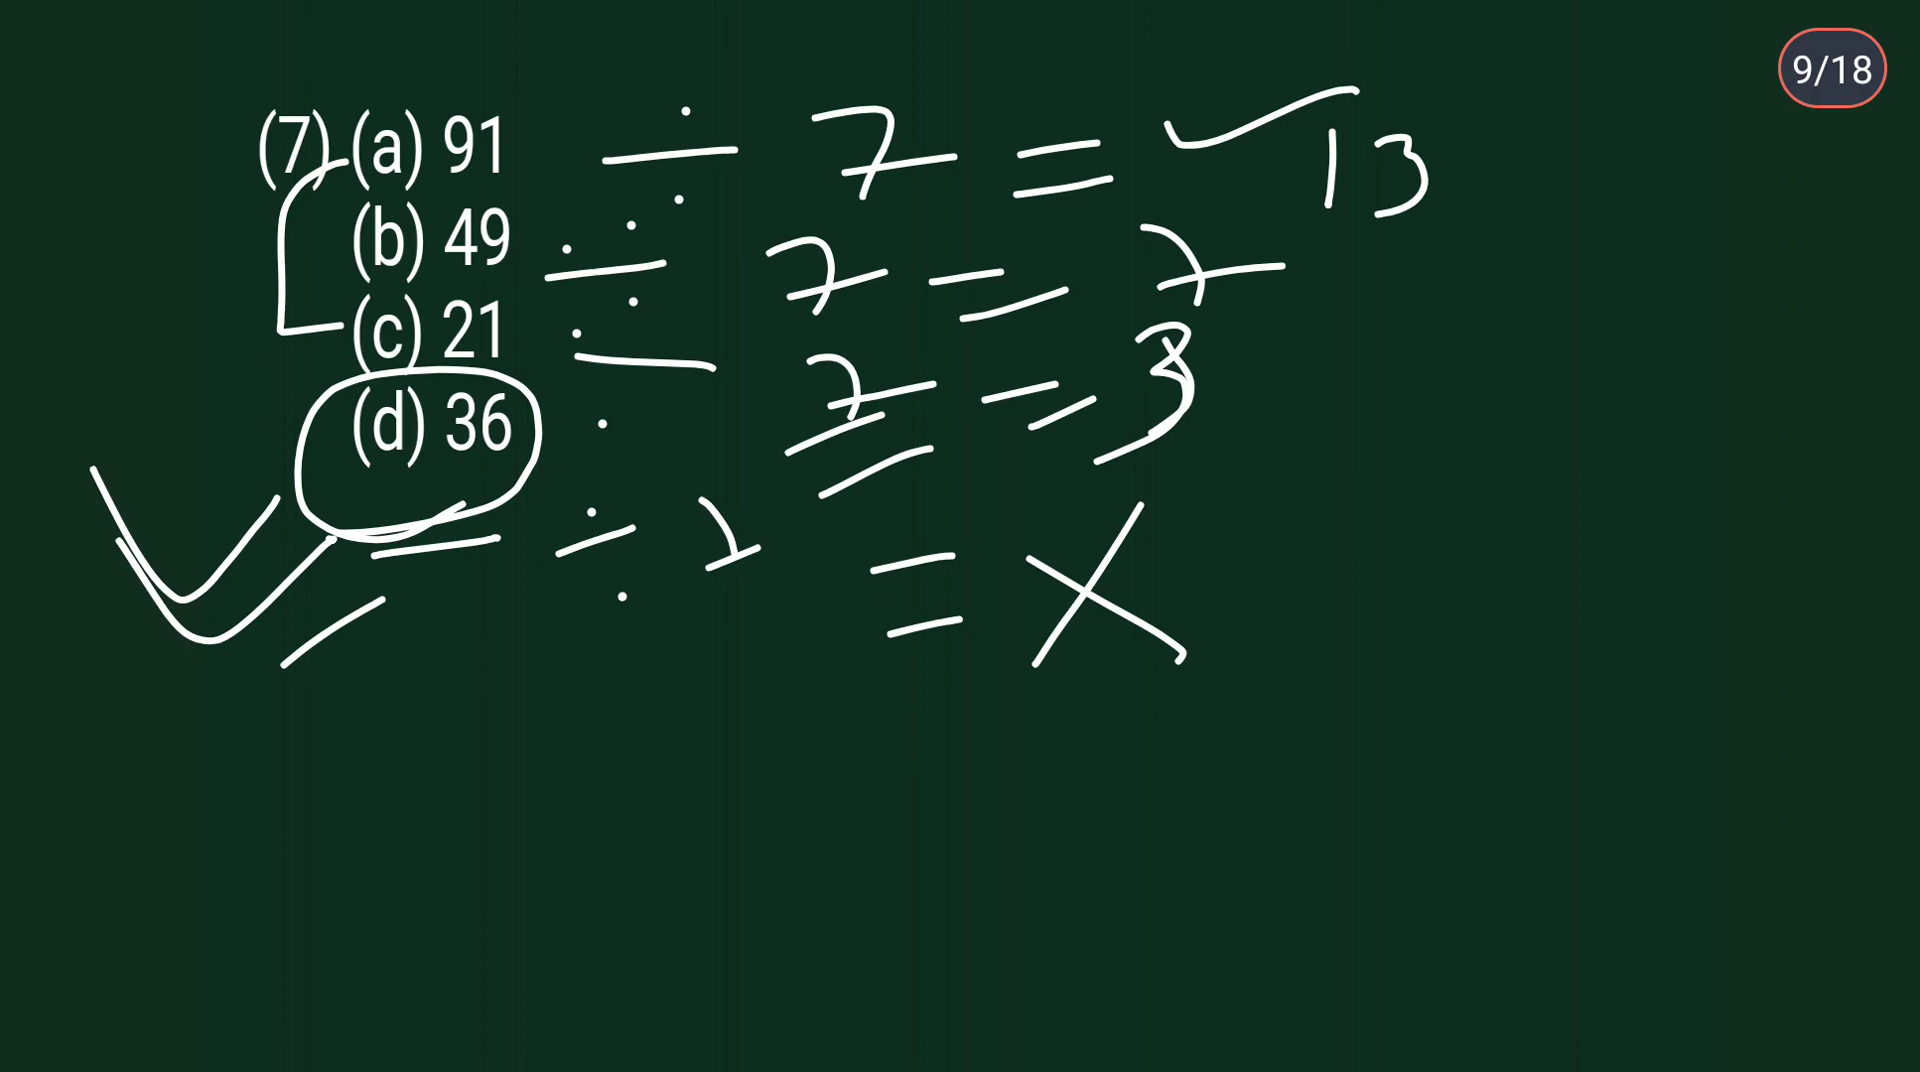 9/18
(7) (a) 91 ÷ 7 = 13
(b) 49 ÷ 7 = 7
(c) 21 ÷ 7 = 3
(d) 36 ÷ 7 = X